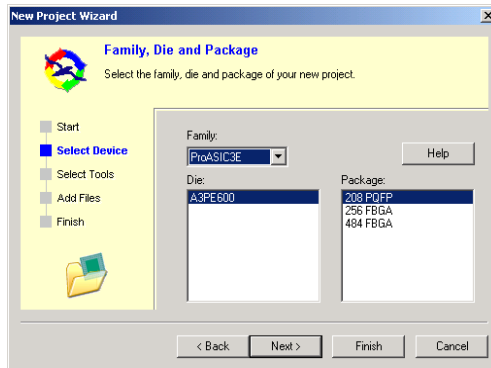 New Project Wizard
Family, Die and Package
Select the family, die and package of your new project.
Start
Select Device
Select Tools
Add Files
Finish
Family:
ProASIC3E
Help
Die:
A3PE600
Package:
208 PQFP
256 FBGA
484 FBGA
< Back
Next >
Finish
Cancel